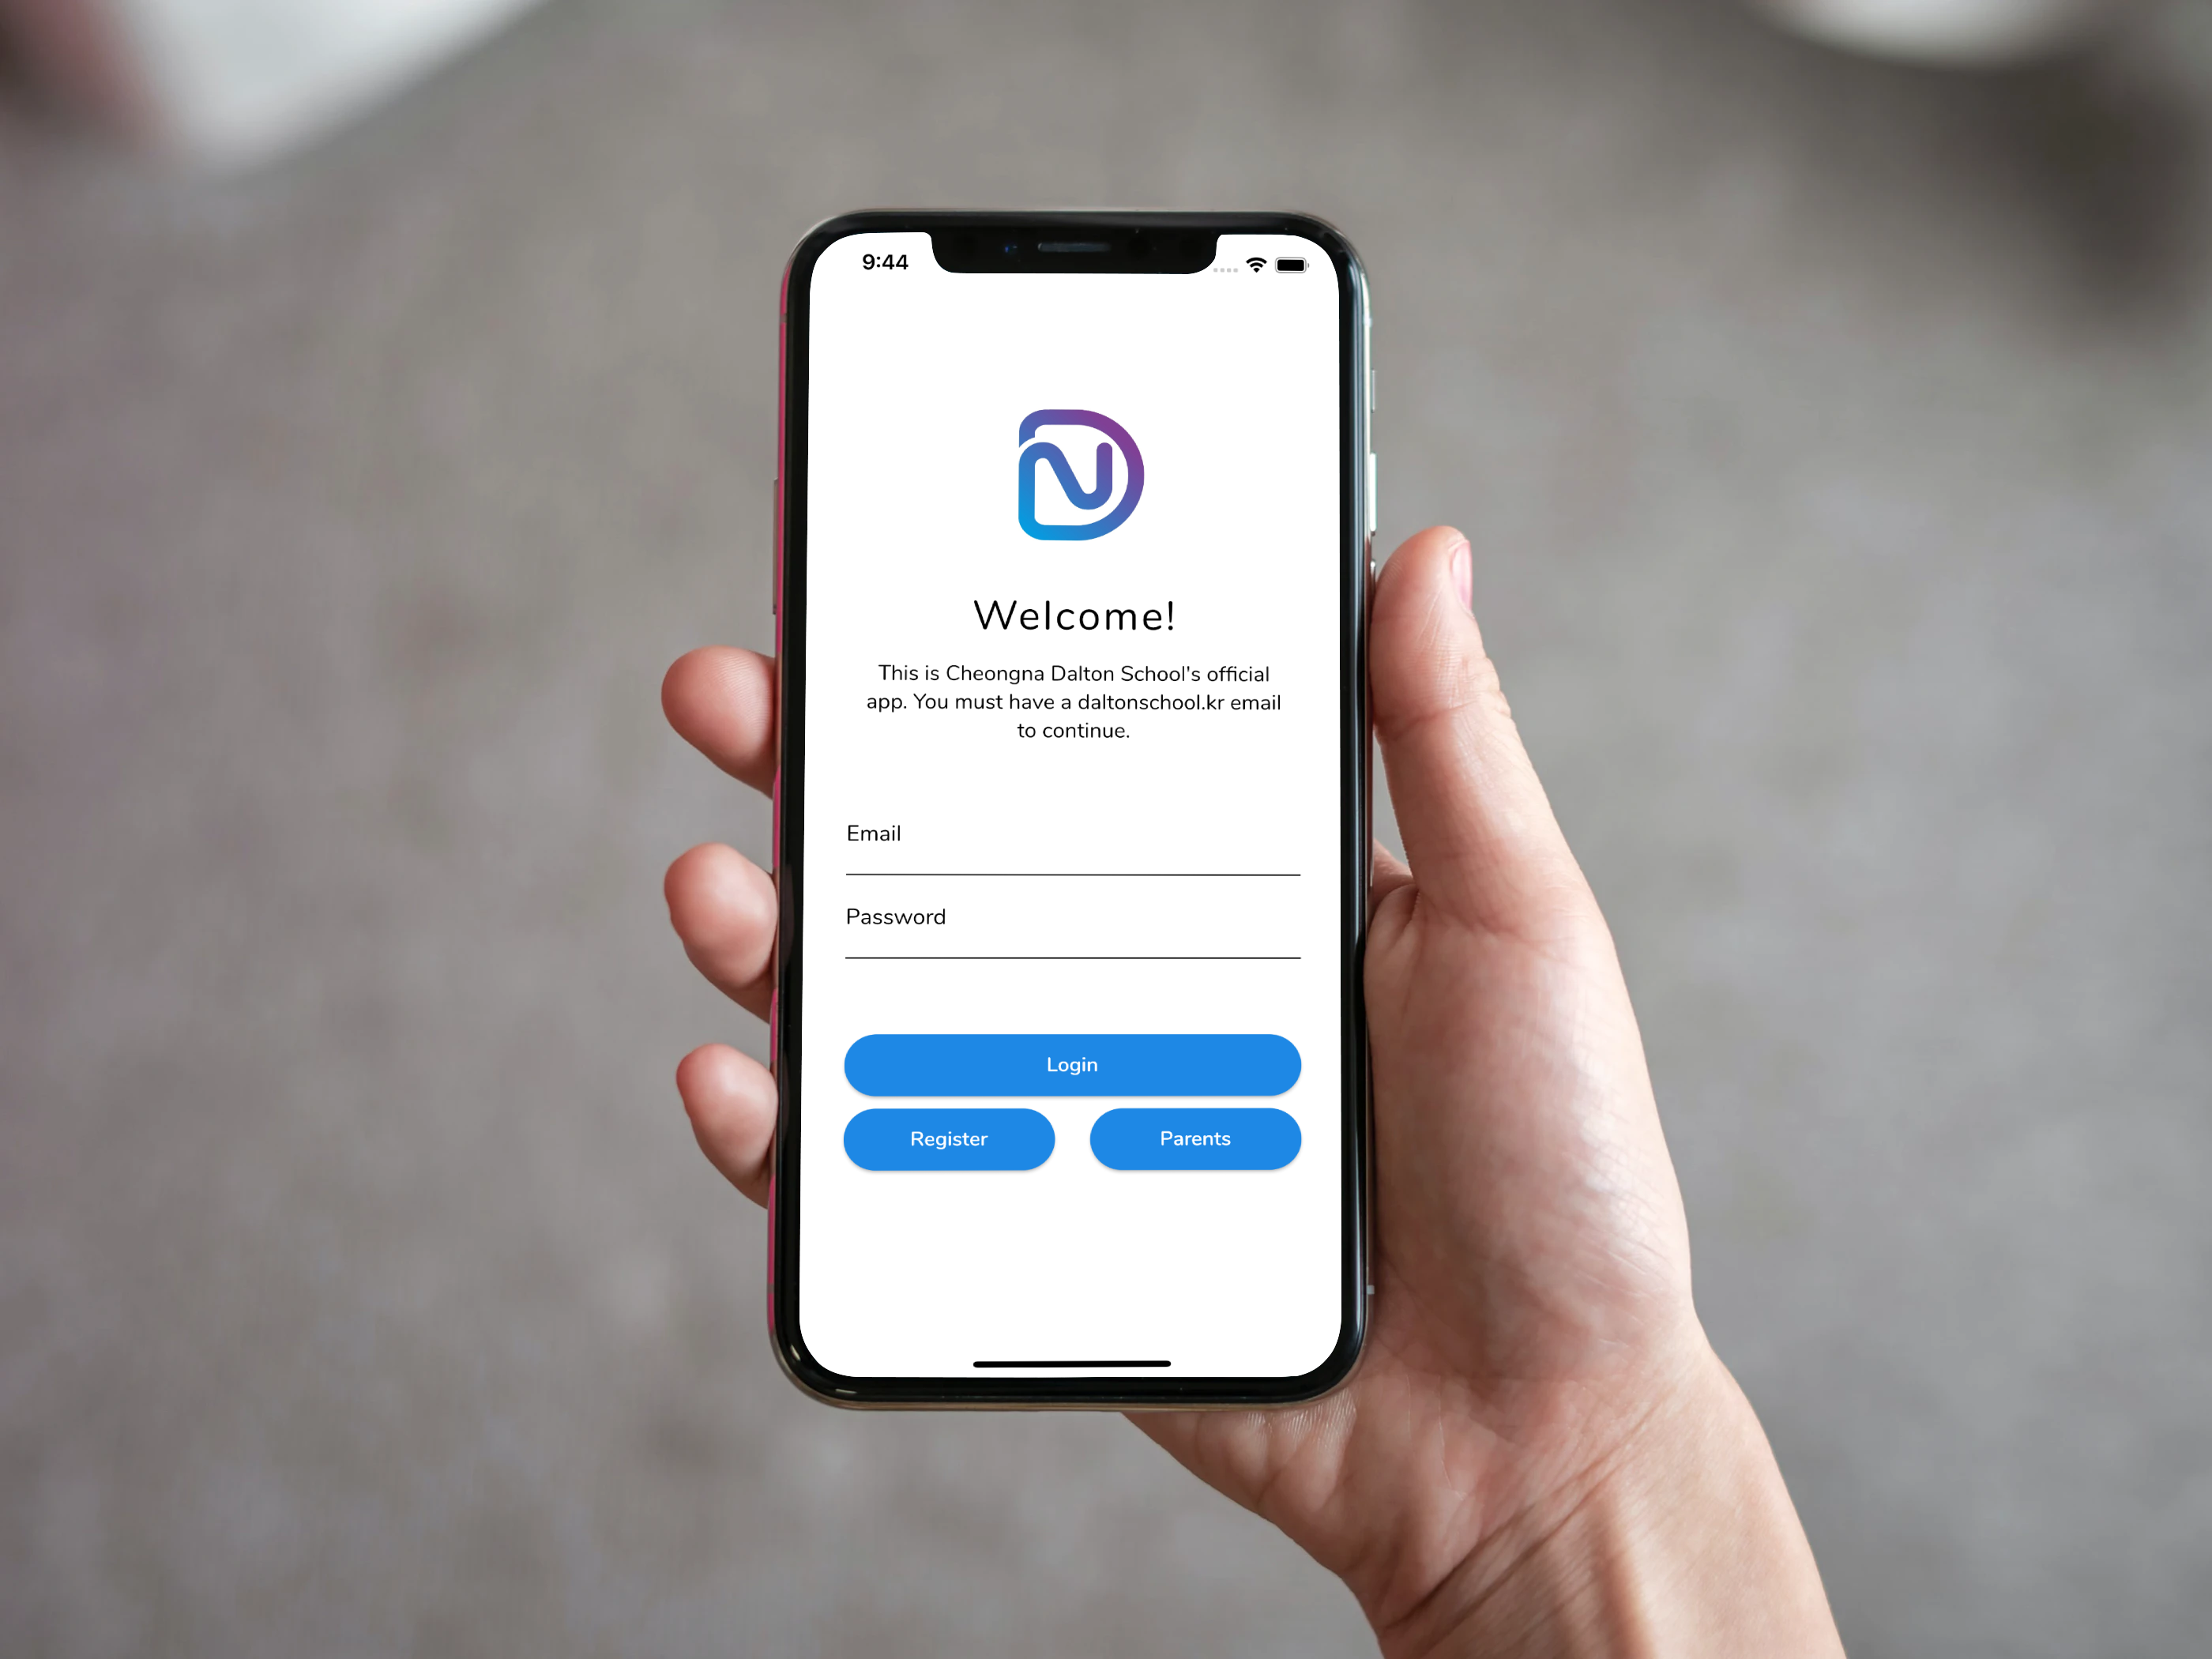 9:44
Welcome!
This is Cheongna Dalton School's official
app. You must have a daltonschool.kr email
to continue.
Email
Password
Login
Register
Parents